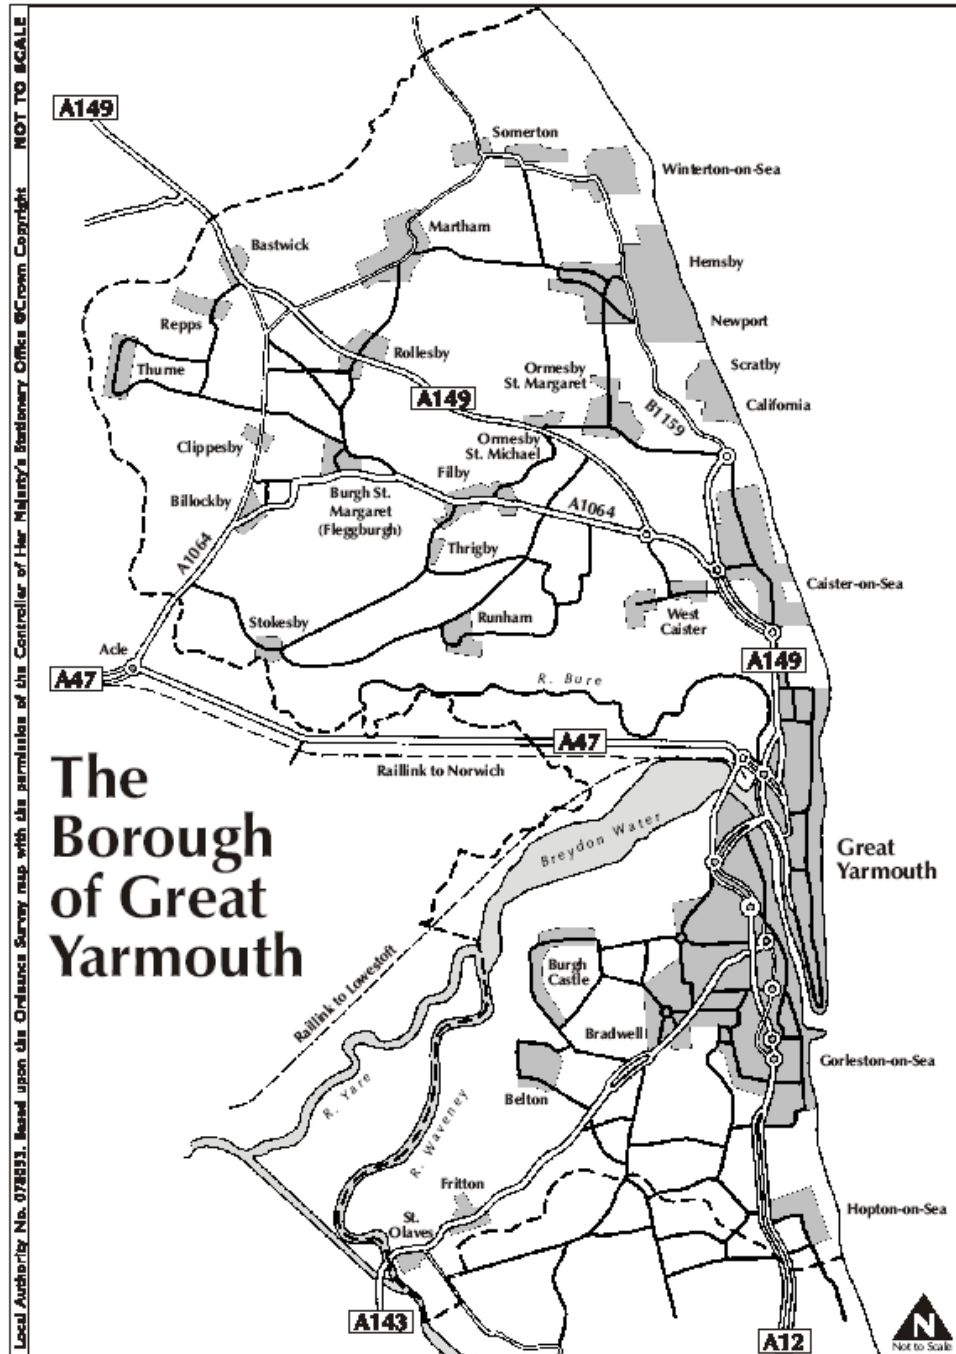 Local Authority No. 078693. Based upon the Ordnance Survey map with the permission of the Controller of Her Majesty's Stationery Office ©Crown Copyright NOT TO SCALE
A149
Somerton
Winterton-on-Sea
Martham
Bastwick
Hemsby
Repps
Newport
Thurne
Rollesby
Scratby
Ormesby
St. Margaret
A149
California
B1159
Clippesby
Ormesby
St. Michael
Filby
Billockby
Burgh St.
Margaret
(Fleggburgh)
A1064
A1064
Thrigby
Caister-on-Sea
Stokesby
Runham
West
Caister
Acle
A47
A149
R. Bure
A47
Raillink to Norwich
The
Borough
of Great
Yarmouth
Breydon Water
Great
Yarmouth
Raillink to Lowestoft
Burgh
Castle
Bradwell
Gorleston-on-Sea
Belton
R. Yare
R. Waveney
Fritton
St.
Olaves
Hopton-on-Sea
A143
A12
N
Not to Scale